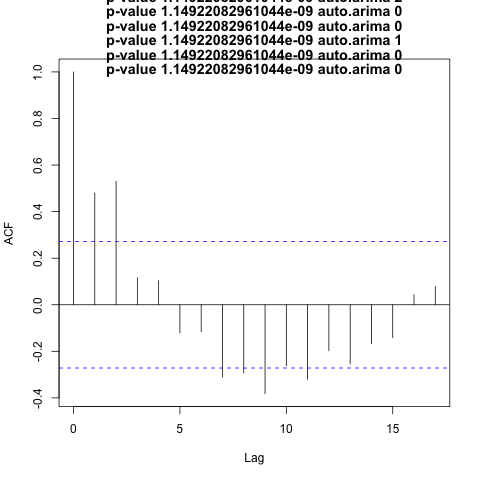 p-value 1.14922082961044e-09 auto.arima 0
p-value 1.14922082961044e-09 auto.arima 0
p-value 1.14922082961044e-09 auto.arima 1
p-value 1.14922082961044e-09 auto.arima 0
p-value 1.14922082961044e-09 auto.arima 0
1.0
0.8
0.6
0.4
0.2
0.0
-0.2
-0.4
ACF
0 5 10 15
Lag